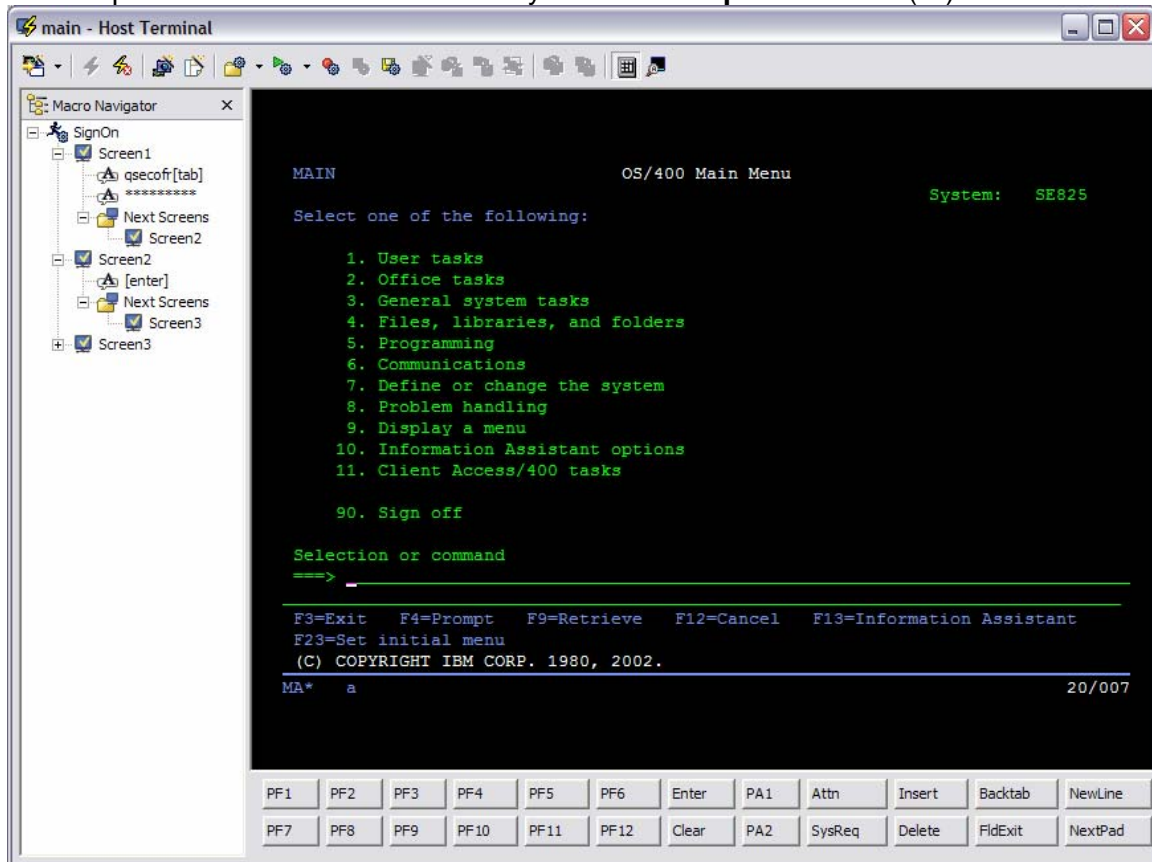 main - Host Terminal
Macro Navigator x
SignOn
Screen1
qsecofr[tab]
*********
Next Screens
Screen2
Screen2
[enter]
Next Screens
Screen3
Screen3
MAIN OS/400 Main Menu
System: SE825
Select one of the following:
1. User tasks
2. Office tasks
3. General system tasks
4. Files, libraries, and folders
5. Programming
6. Communications
7. Define or change the system
8. Problem handling
9. Display a menu
10. Information Assistant options
11. Client Access/400 tasks
90. Sign off
Selection or command
===> _
F3=Exit F4=Prompt F9=Retrieve F12=Cancel F13=Information Assistant
F23=Set initial menu
(C) COPYRIGHT IBM CORP. 1980, 2002.
MA* a 20/007
PF1 PF2 PF3 PF4 PF5 PF6 Enter PA1 Attn Insert Backtab NewLine
PF7 PF8 PF9 PF10 PF11 PF12 Clear PA2 SysReq Delete FldExit NextPad